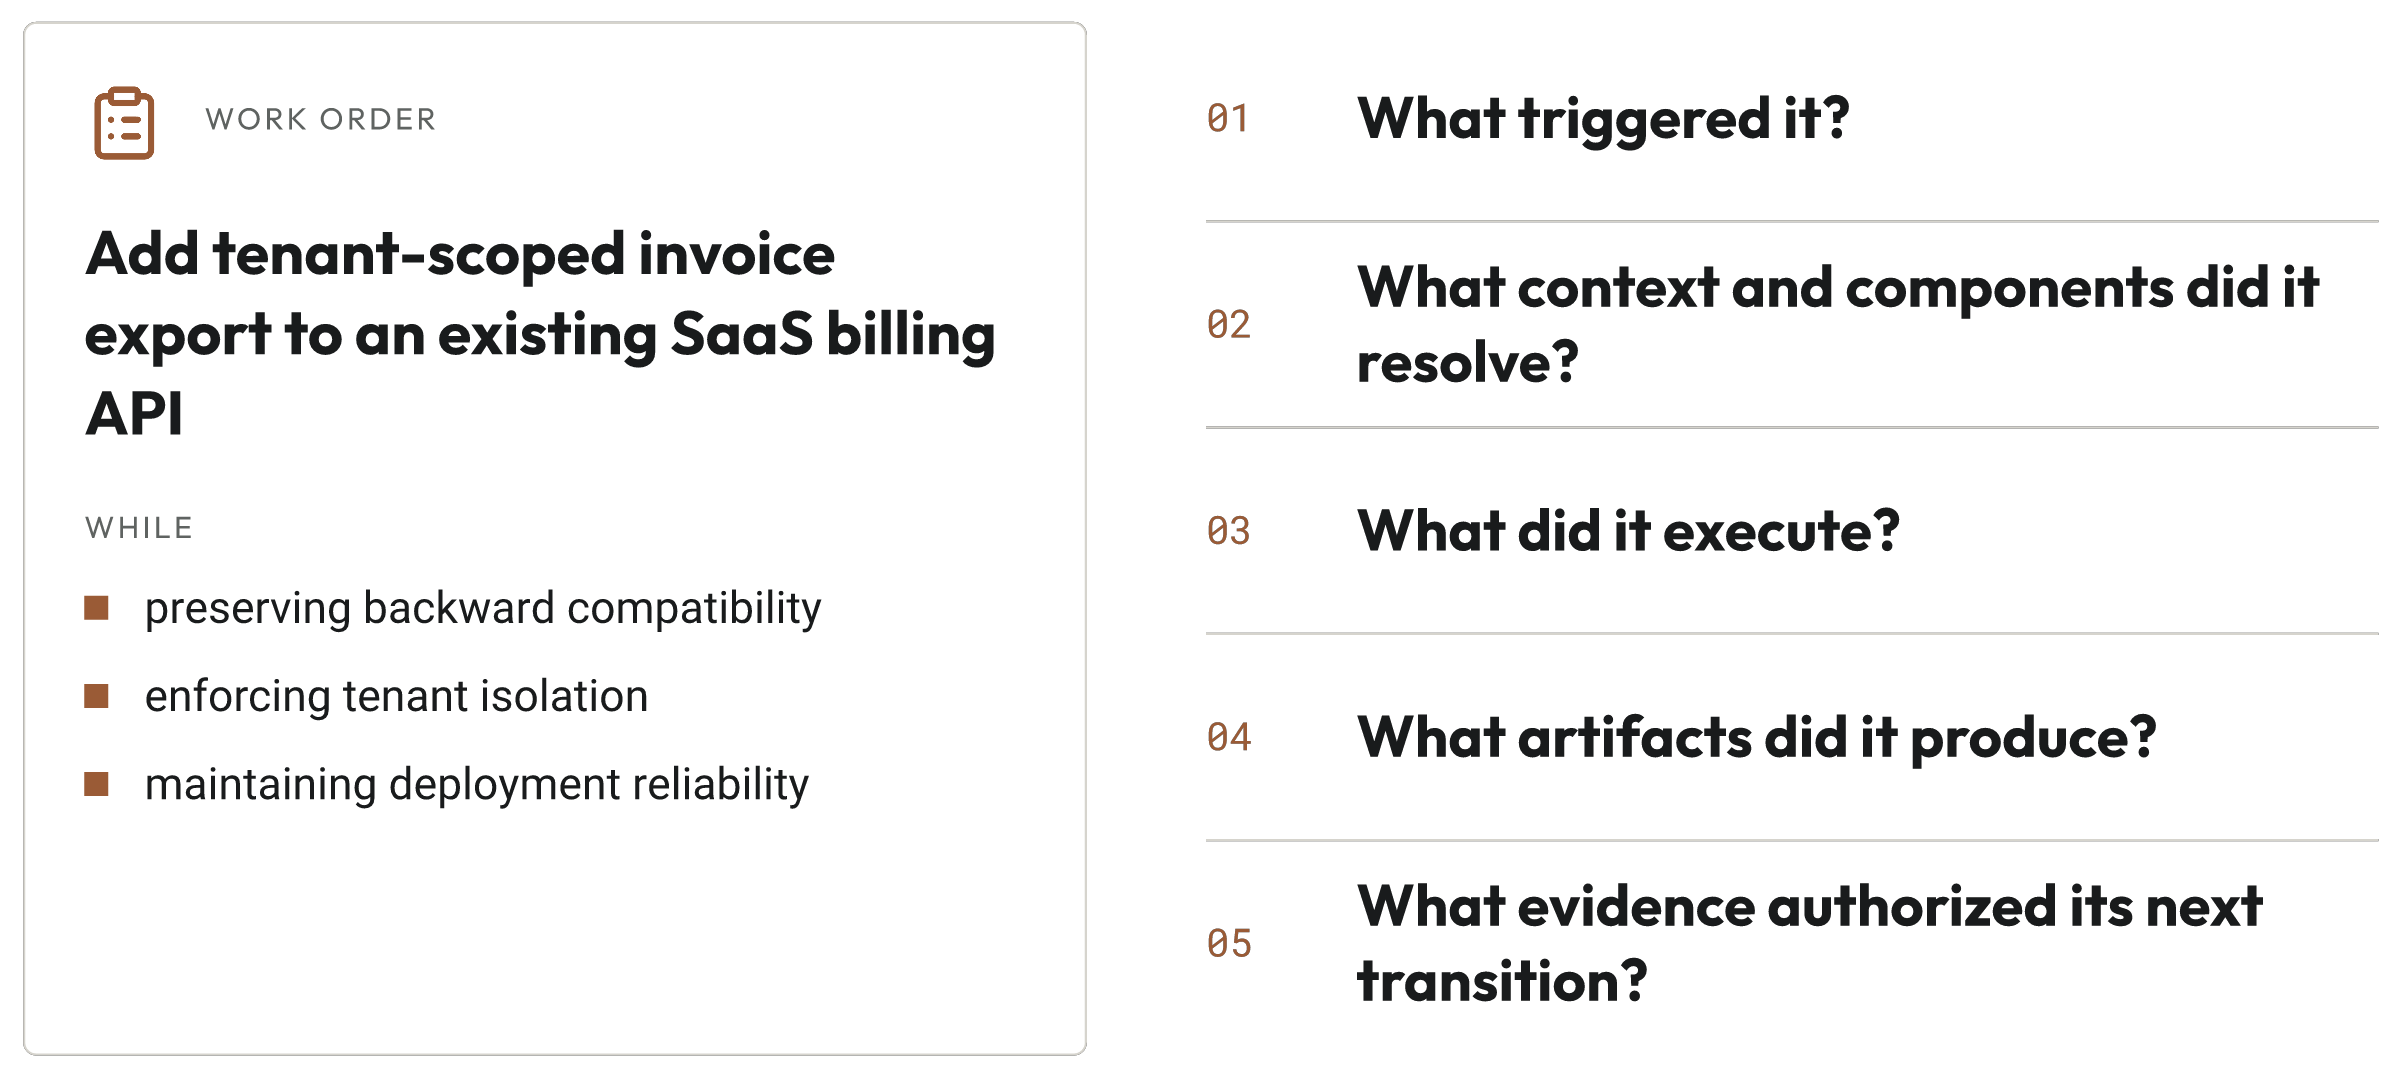 WORK ORDER
Add tenant-scoped invoice
export to an existing SaaS billing
API
WHILE
preserving backward compatibility
enforcing tenant isolation
maintaining deployment reliability
01 What triggered it?
02 What context and components did it
resolve?
03 What did it execute?
04 What artifacts did it produce?
05 What evidence authorized its next
transition?